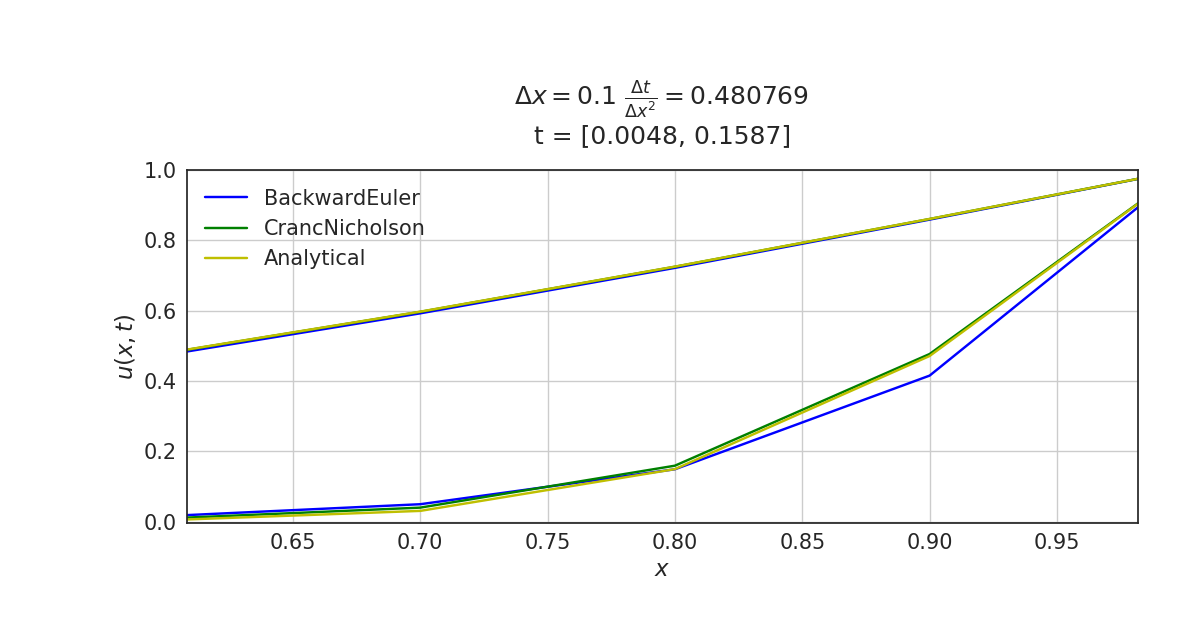 Δx = 0.1 Δt/Δx² = 0.480769
t = [0.0048, 0.1587]
1.0
0.8
0.6
0.4
0.2
0.0
u(x, t)
BackwardEuler
CrancNicholson
Analytical
0.65 0.70 0.75 0.80 0.85 0.90 0.95
x